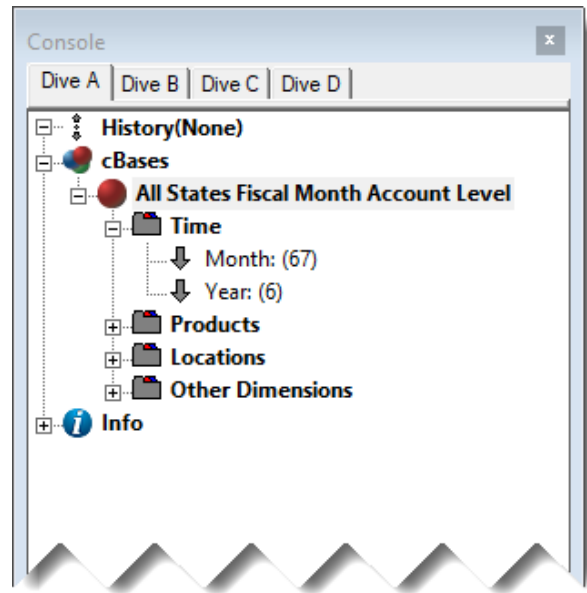 Console
x
Dive A Dive B Dive C Dive D
History(None)
cBases
All States Fiscal Month Account Level
Time
Month: (67)
Year: (6)
Products
Locations
Other Dimensions
i Info